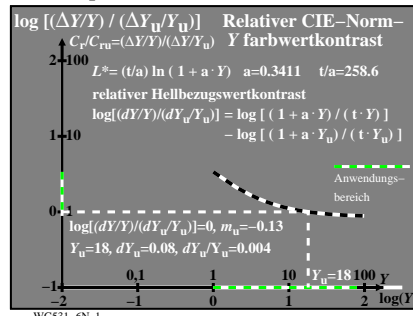 log [(ΔY/Y) / (ΔYu/Yu)]   Relativer CIE–Norm–
Cr/Cru=(ΔY/Y)/(ΔY/Yu)   Y farbwertkontrast
2 100
L*= (t/a) ln ( 1 + a·Y)   a=0.3411   t/a=258.6
relativer Hellbezugswertkontrast
log[(dY/Y)/(dYu/Yu)] = log [ ( 1 + a·Y) / ( t·Y) ]
1 10   – log [ ( 1 + a·Yu) / ( t·Yu) ]
Anwendungs–
bereich
0 1
log[(dY/Y)/(dYu/Yu)]=0, mu=–0.13
Yu=18, dYu=0.08, dYu/Yu=0.004
Yu=18
–1   0,1   1   10   100   Y
–2   –1   0   1   2   log(Y
WG531–6N_1